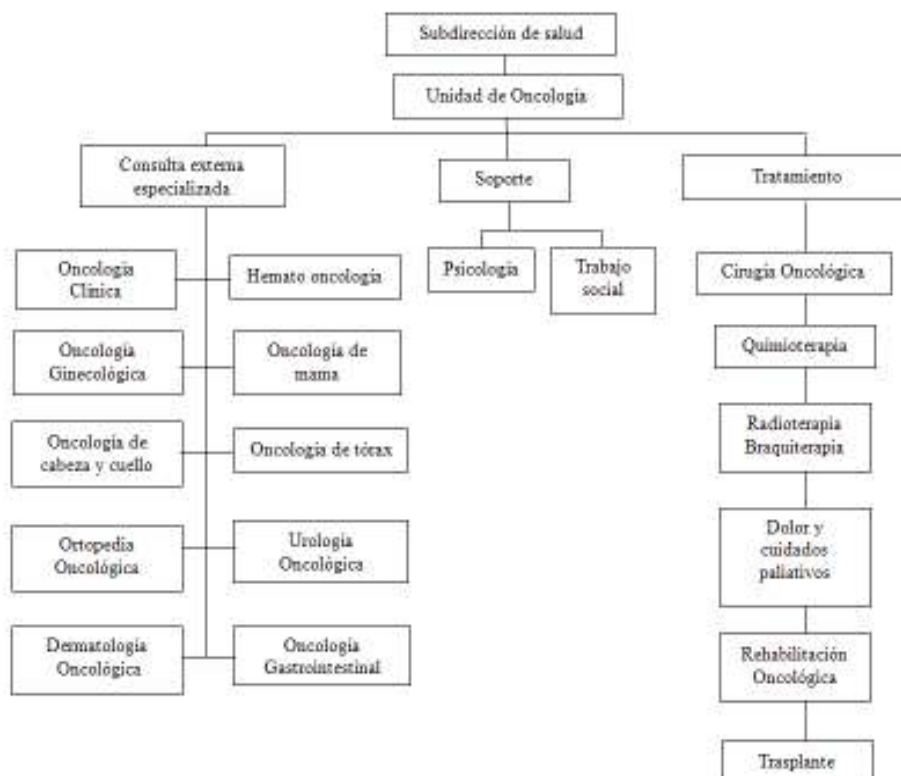 Subdirección de salud
Unidad de Oncología
Consulta externa
especializada
Soporte
Tratamiento
Oncología
Clínica
Hemato oncología
Psicología
Trabajo
social
Cirugía Oncológica
Oncología
Ginecológica
Oncología de
mama
Quimioterapia
Oncología de
cabeza y cuello
Oncología de tórax
Radioterapia
Braquiterapia
Ortopedia
Oncológica
Urología
Oncológica
Dolor y
cuidados
paliativos
Dermatología
Oncológica
Oncología
Gastrointestinal
Rehabilitación
Oncológica
Trasplante